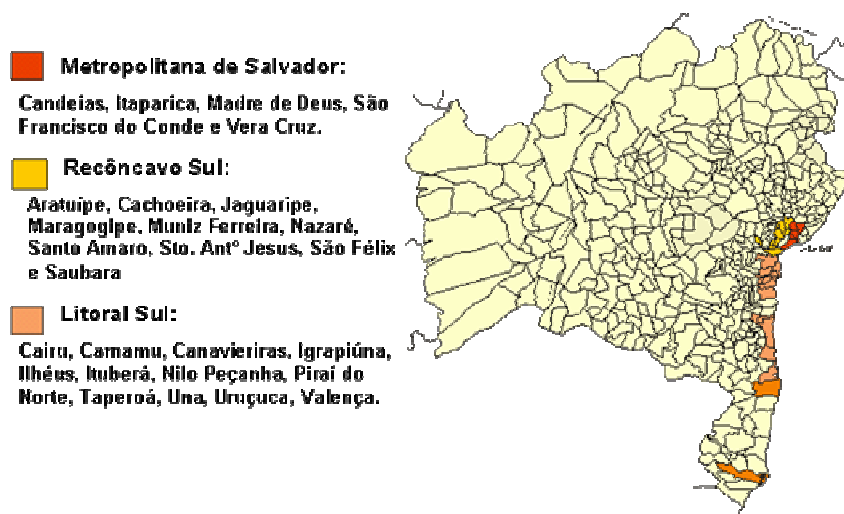 Metropolitana de Salvador:
Candeias, Itaparica, Madre de Deus, São
Francisco do Conde e Vera Cruz.
Recôncavo Sul:
Aratuípe, Cachoeira, Jaguaripe,
Maragogipe, Muniz Ferreira, Nazaré,
Santo Amaro, Sto. Antº Jesus, São Félix
e Saubara
Litoral Sul:
Cairu, Camamu, Canavieriras, Igrapiúna,
Ilhéus, Ituberá, Nilo Peçanha, Piraí do
Norte, Taperoá, Una, Uruçuca, Valença.